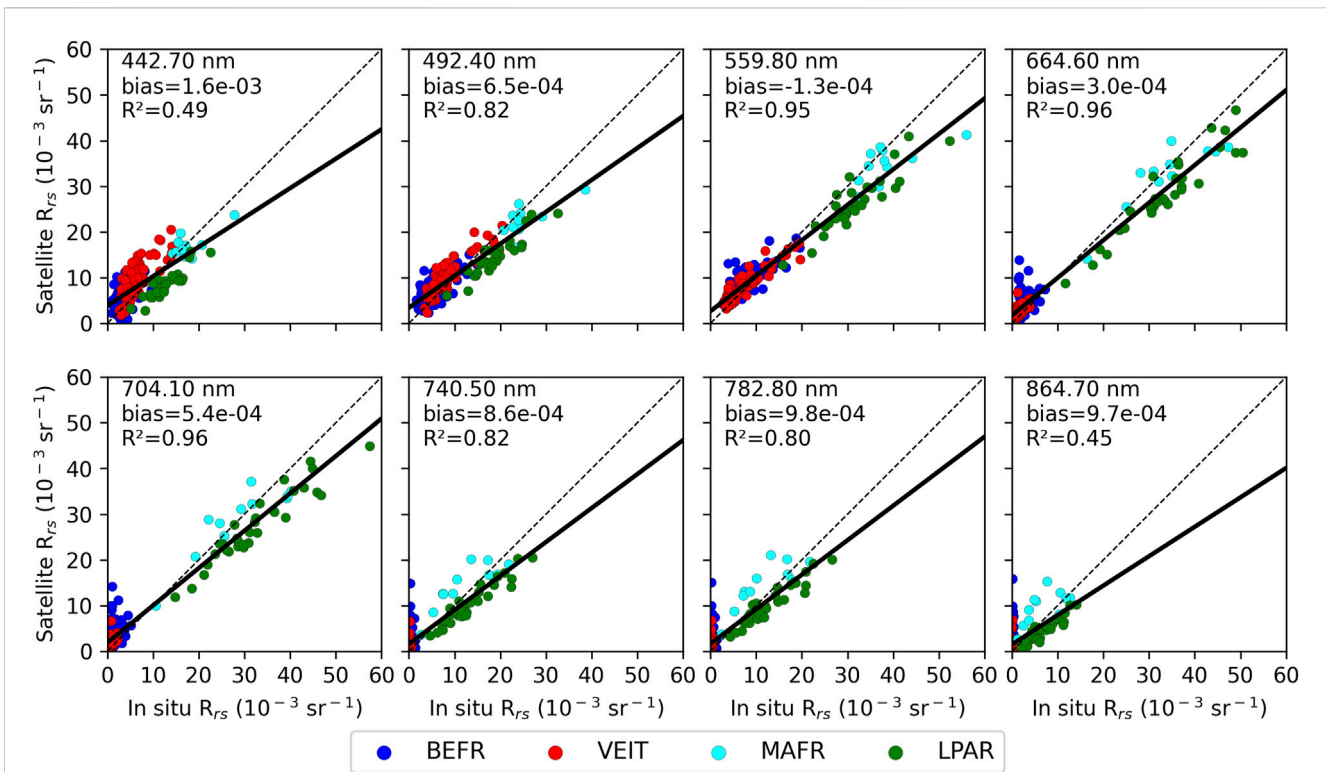 442.70 nm
bias=1.6e-03
R²=0.49
492.40 nm
bias=6.5e-04
R²=0.82
559.80 nm
bias=-1.3e-04
R²=0.95
664.60 nm
bias=3.0e-04
R²=0.96
60
50
40
30
20
10
0
Satellite Rrs (10⁻³ sr⁻¹)
704.10 nm
bias=5.4e-04
R²=0.96
740.50 nm
bias=8.6e-04
R²=0.82
782.80 nm
bias=9.8e-04
R²=0.80
864.70 nm
bias=9.7e-04
R²=0.45
60
50
40
30
20
10
0
Satellite Rrs (10⁻³ sr⁻¹)
0 10 20 30 40 50 60
0 10 20 30 40 50 60
0 10 20 30 40 50 60
0 10 20 30 40 50 60
In situ Rrs (10⁻³ sr⁻¹)
In situ Rrs (10⁻³ sr⁻¹)
In situ Rrs (10⁻³ sr⁻¹)
In situ Rrs (10⁻³ sr⁻¹)
BEFR VEIT MAFR LPAR